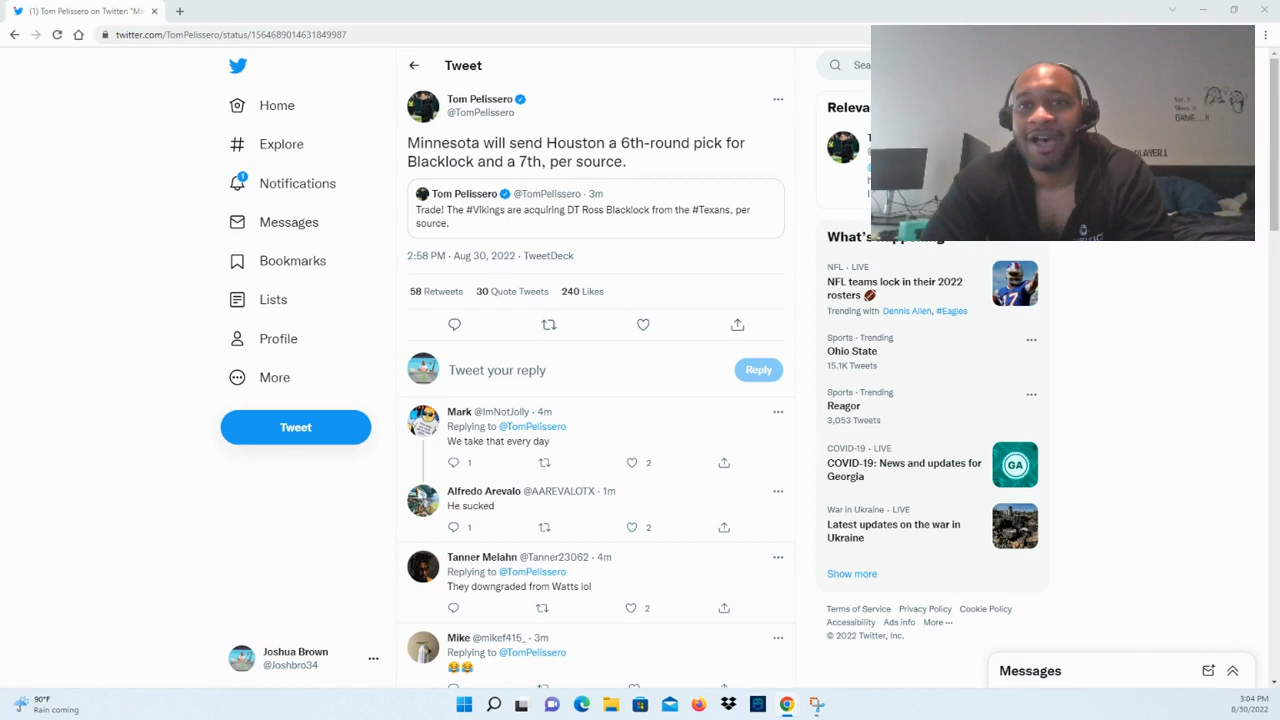 (1) Tom Pelissero on Twitter: "Mi
twitter.com/TomPelissero/status/1564689014631849987
Home
Explore
1
Notifications
Messages
Bookmarks
Lists
Profile
More
Tweet
Joshua Brown
@Joshbro34
Tweet
Tom Pelissero
@TomPelissero
Minnesota will send Houston a 6th-round pick for
Blacklock and a 7th, per source.
Tom Pelissero @TomPelissero · 3m
Trade! The #Vikings are acquiring DT Ross Blacklock from the #Texans, per
source.
2:58 PM · Aug 30, 2022 · TweetDeck
58 Retweets 30 Quote Tweets 240 Likes
Tweet your reply
Reply
Mark @ImNotJolly · 4m
Replying to @TomPelissero
We take that every day
1 2
Alfredo Arevalo @AAREVALOTX · 1m
He sucked
1 2
Tanner Melahn @Tanner23062 · 4m
Replying to @TomPelissero
They downgraded from Watts lol
2
Mike @mikef415_ · 3m
Replying to @TomPelissero
😂😂
Sea
Releva
GAME
PLAYER 1
What's happening
NFL · LIVE
NFL teams lock in their 2022
rosters 🏈
Trending with Dennis Allen, #Eagles
17
Sports · Trending
Ohio State
15.1K Tweets
Sports · Trending
Reagor
3,053 Tweets
COVID-19 · LIVE
COVID-19: News and updates for
Georgia
GA
War in Ukraine · LIVE
Latest updates on the war in
Ukraine
Show more
Terms of Service Privacy Policy Cookie Policy
Accessibility Ads info More ···
© 2022 Twitter, Inc.
Messages
90°F
Rain coming
3:04 PM
8/30/2022